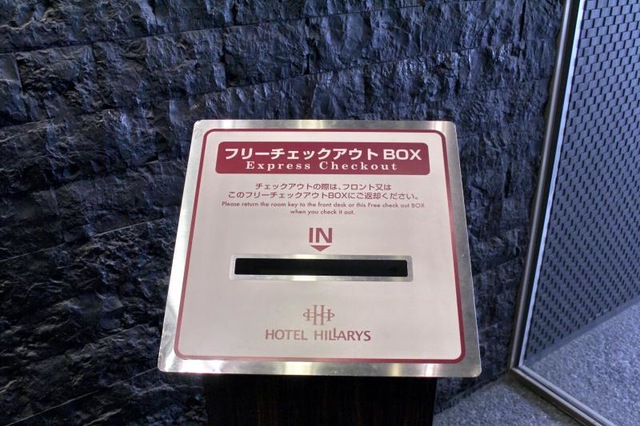 フリーチェックアウトBOX
Express Checkout
チェックアウトの際は、フロント又は
このフリーチェックアウトBOXにご返却ください。
Please return the room key to the front desk or this Free check out BOX
when you check it out.
IN
HOTEL HILLARYS